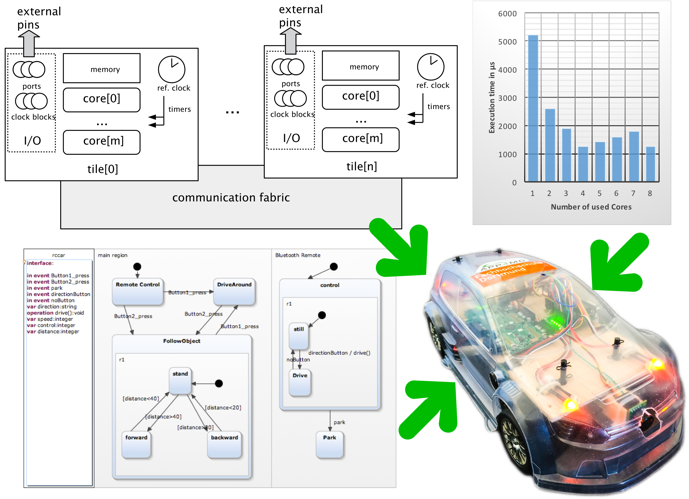 external
pins
external
pins
memory
ports
core[0]
ref. clock
clock blocks
timers
...
I/O
core[m]
tile[0]
...
memory
ports
core[0]
ref. clock
clock blocks
timers
...
I/O
core[m]
tile[n]
communication fabric
Execution time in µs
6000
5000
4000
3000
2000
1000
0
1 2 3 4 5 6 7 8
Number of used Cores
rccar
interface:
in event Button1_press
in event Button2_press
in event park
in event directionButton
in event noButton
var direction:string
operation drive():void
var speed:integer
var control:integer
var distance:integer
main region
Remote Control
Button1_press
DriveAround
Button2_press
Button2_press
Button1_press
FollowObject
r1
stand
[distance<40]
[distance>40]
[distance<20]
forward
backward
Bluetooth Remote
control
r1
still
directionButton / drive()
noButton
Drive
park
Park
Dortmund